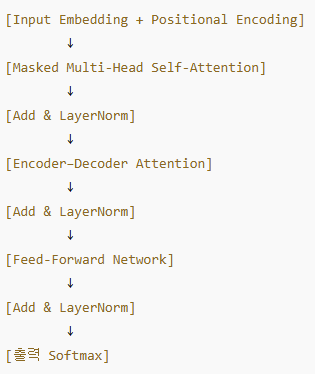 [Input Embedding + Positional Encoding]
↓
[Masked Multi-Head Self-Attention]
↓
[Add & LayerNorm]
↓
[Encoder–Decoder Attention]
↓
[Add & LayerNorm]
↓
[Feed-Forward Network]
↓
[Add & LayerNorm]
↓
[출력 Softmax]